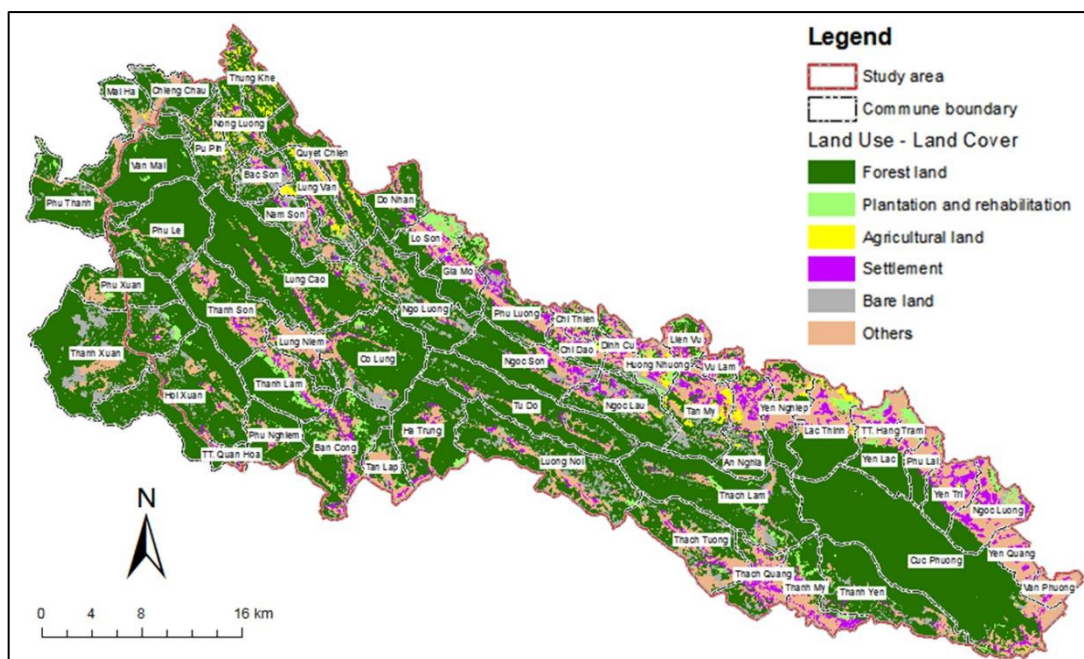 Legend
Study area
Commune boundary
Land Use - Land Cover
Forest land
Plantation and rehabilitation
Agricultural land
Settlement
Bare land
Others
Thung Khe
Mai Ha
Chieng Chau
Nong Luong
Pu Pin
Quyet Chien
Van Mai
Bac Son
Lung Van
Phu Thanh
Do Nhan
Nam Son
Phu Le
Lo Son
Gia Mo
Lung Cao
Phu Xuan
Ngo Luong
Thanh Son
Phu Luong
Chi Thien
Lung Niem
Dinh Cu
Lien Vu
Thanh Xuan
Co Lung
Chi Dao
Ngoc Son
Huong Nhuong
Vu Lam
Thanh Lam
Hoi Xuan
Ngoc Lau
Tu Do
Tan My
Yen Nghiep
Ha Trung
Lac Thinh
TT. Hang Tram
Phu Nghiem
Ban Cong
TT. Quan Hoa
Yen Lac
Phu Lai
Tan Lap
Luong Noi
An Nghia
Yen Tri
Thach Lam
Ngoc Luong
Thach Tuong
Yen Quang
Cuc Phuong
Thach Quang
Thanh My
Thanh Yen
Van Phuong
N
0 4 8 16 km